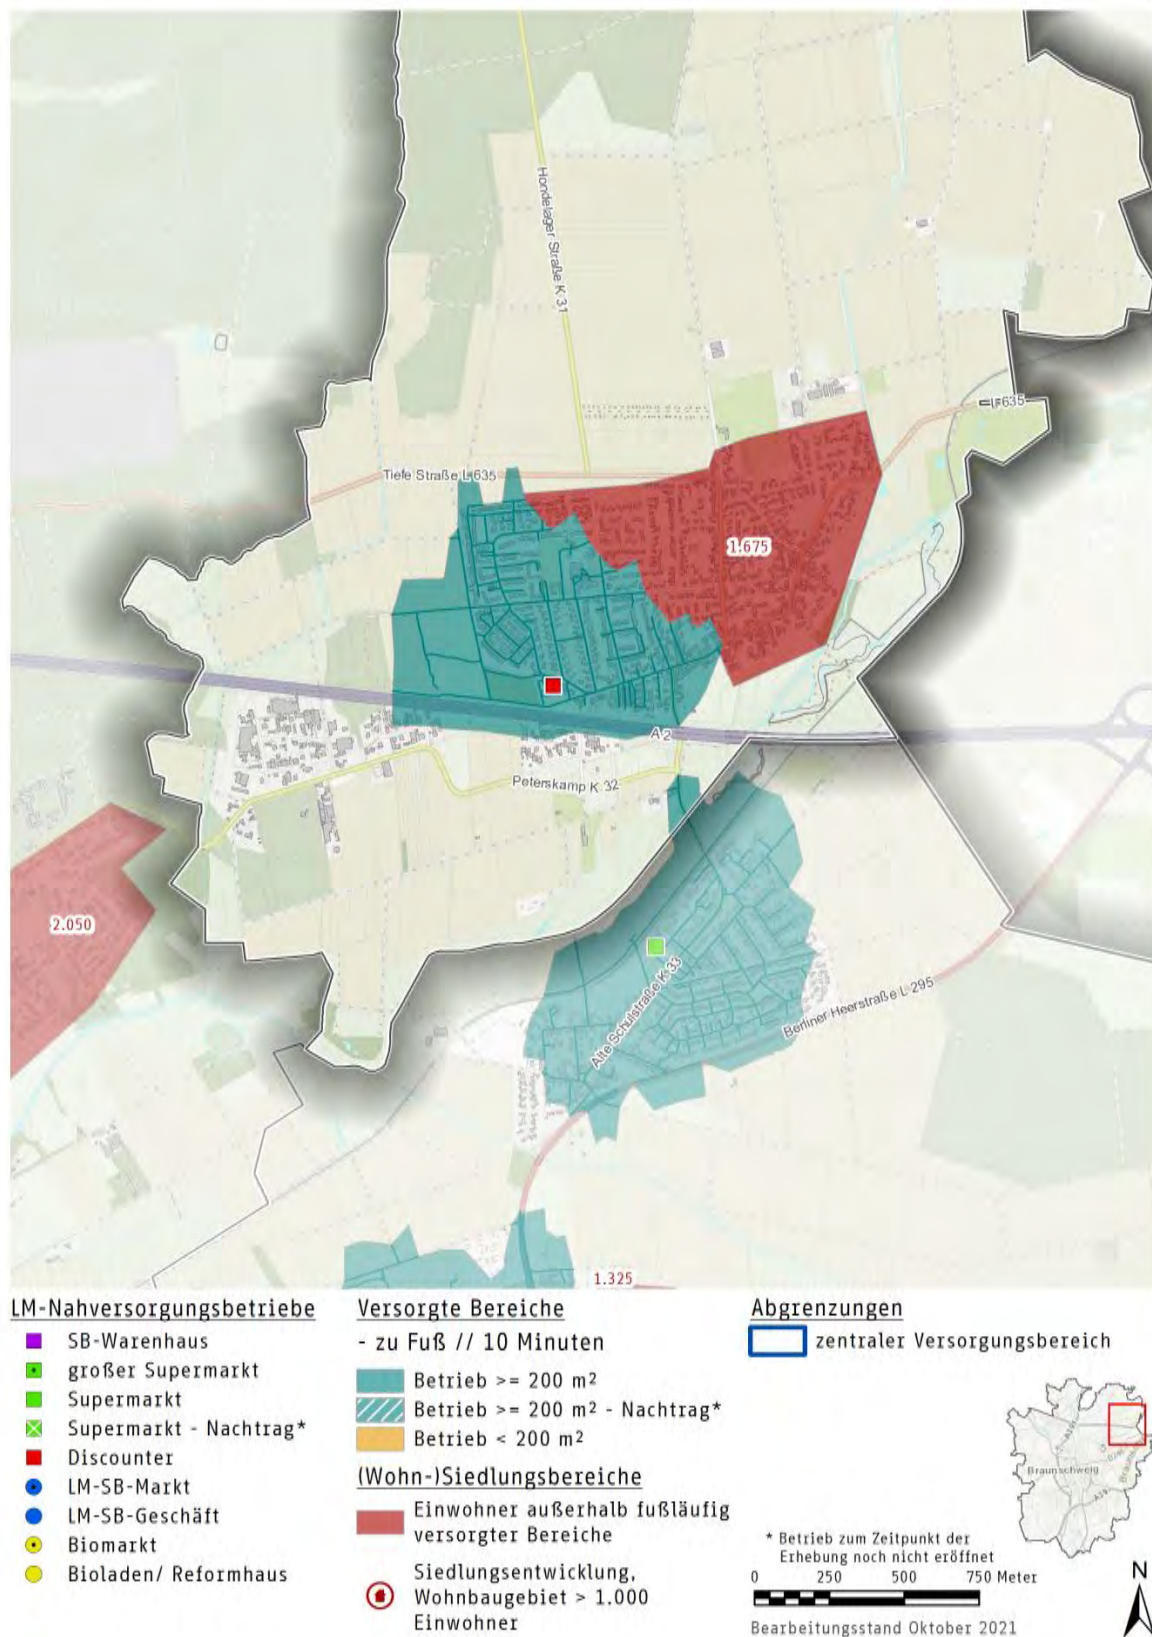 Hondelager Straße K 31
L 635
Tiefe Straße L 635
1.675
A 2
Peterskamp K 32
2.050
Alte Schulstraße K 33
Berliner Heerstraße L 295
1.325
LM-Nahversorgungsbetriebe
SB-Warenhaus
großer Supermarkt
Supermarkt
Supermarkt - Nachtrag*
Discounter
LM-SB-Markt
LM-SB-Geschäft
Biomarkt
Bioladen/ Reformhaus
Versorgte Bereiche
- zu Fuß // 10 Minuten
Betrieb >= 200 m²
Betrieb >= 200 m² - Nachtrag*
Betrieb < 200 m²
(Wohn-)Siedlungsbereiche
Einwohner außerhalb fußläufig
versorgter Bereiche
Siedlungsentwicklung,
Wohnbaugebiet > 1.000
Einwohner
Abgrenzungen
zentraler Versorgungsbereich
Braunschweig
* Betrieb zum Zeitpunkt der
Erhebung noch nicht eröffnet
N
0 250 500 750 Meter
Bearbeitungsstand Oktober 2021